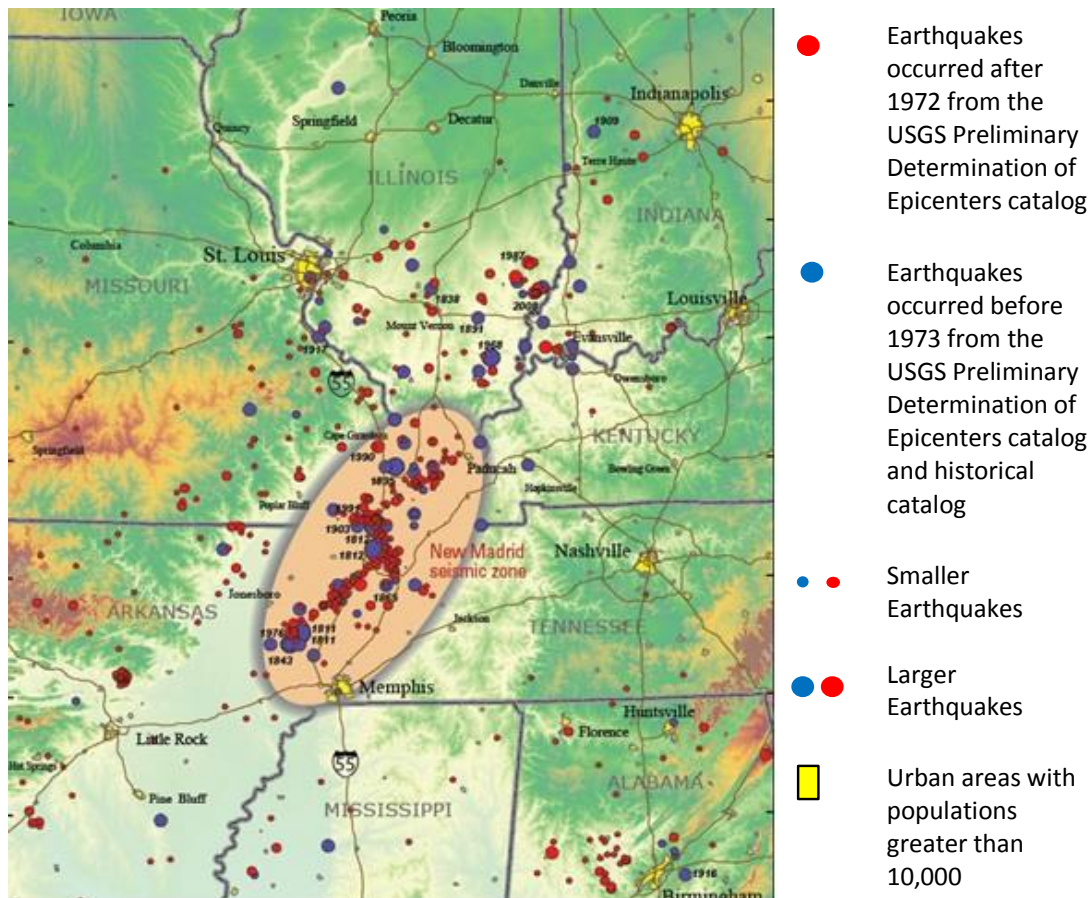 IOWA
Peoria
Bloomington
Danville
Indianapolis
Springfield
Decatur
1909
Quincy
Terre Haute
ILLINOIS
INDIANA
Columbia
St. Louis
1987
MISSOURI
1838
2008
Louisville
Mount Vernon
1891
1917
1968
Evansville
55
Owensboro
Cape Girardeau
KENTUCKY
Springfield
1990
Paducah
Bowling Green
1895
Hopkinsville
Poplar Bluff
1991
1903
1812
1812
New Madrid
seismic zone
Nashville
Jonesboro
1865
ARKANSAS
Jackson
TENNESSEE
1976
1811
1811
1843
Memphis
Huntsville
Little Rock
Florence
55
Hot Springs
ALABAMA
Pine Bluff
MISSISSIPPI
1916
Birmingham
Earthquakes
occurred after
1972 from the
USGS Preliminary
Determination of
Epicenters catalog
Earthquakes
occurred before
1973 from the
USGS Preliminary
Determination of
Epicenters catalog
and historical
catalog
Smaller
Earthquakes
Larger
Earthquakes
Urban areas with
populations
greater than
10,000